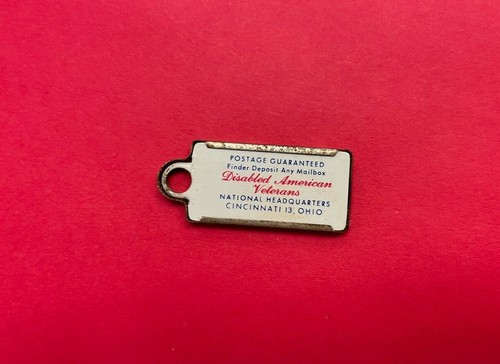 POSTAGE GUARANTEED
Finder Deposit Any Mailbox
Disabled American
Veterans
NATIONAL HEADQUARTERS
CINCINNATI 13, OHIO